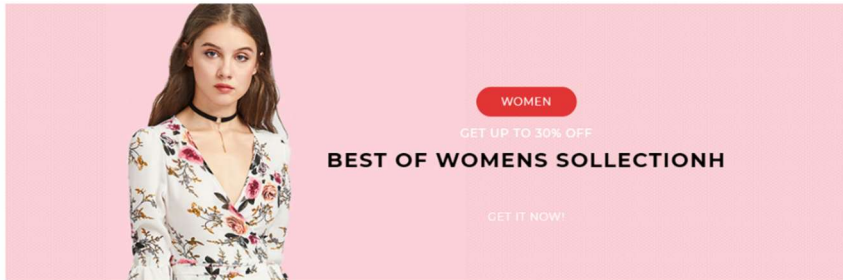 WOMEN
GET UP TO 30% OFF
BEST OF WOMENS SOLLECTIONH
GET IT NOW!